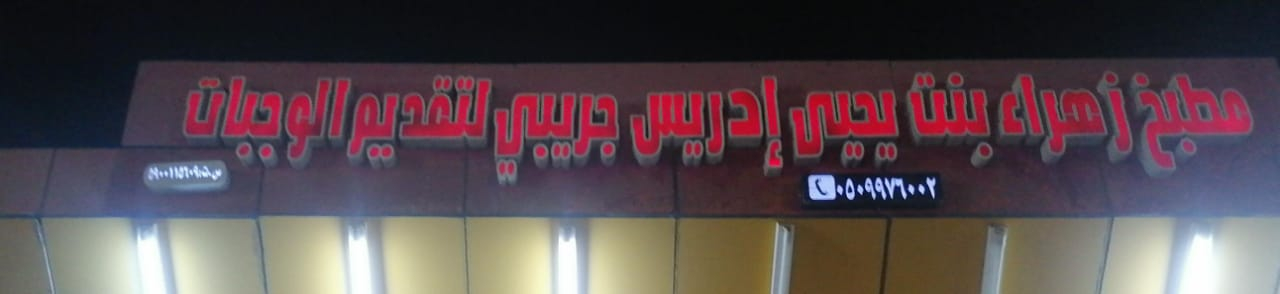 مطبخ زهراء بنت يحيى إدريس جريبي لتقديم الوجبات
٠٥٠٩٩٧٦٠٠٢